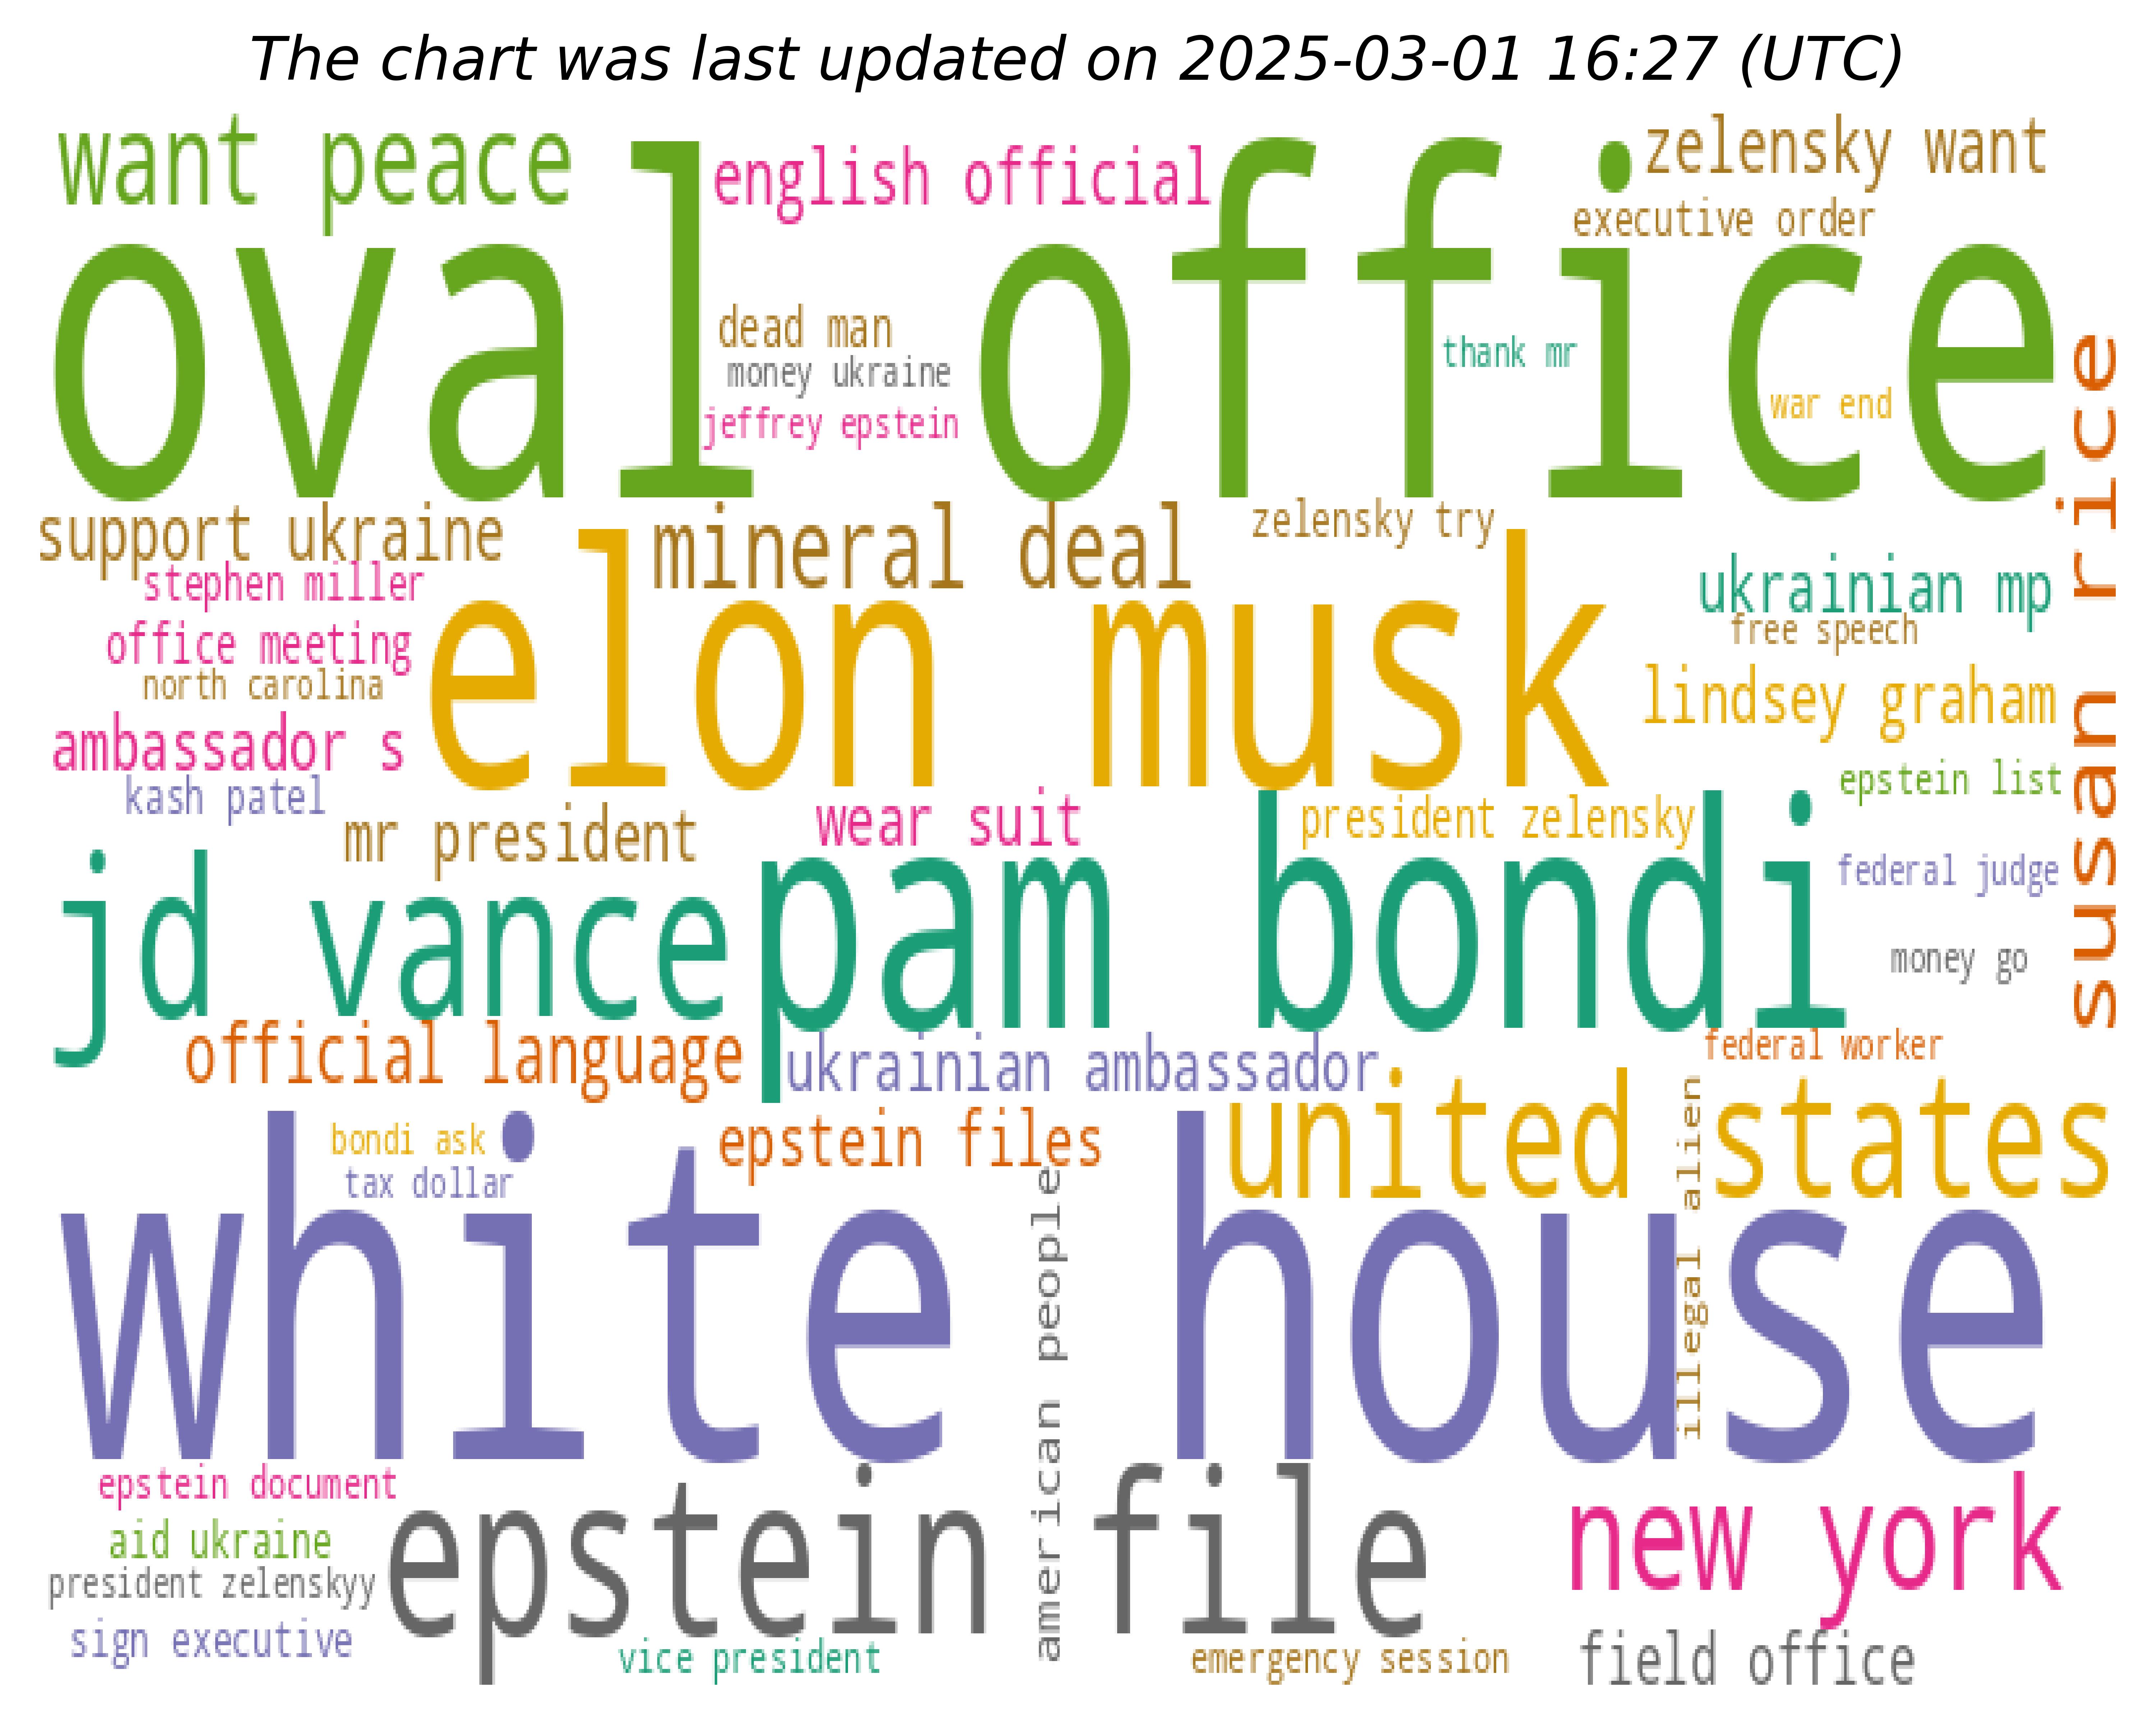 The chart was last updated on 2025-03-01 16:27 (UTC)
want peace
english official
zelensky want
executive order
oval office
dead man
money ukraine
jeffrey epstein
thank mr
war end
susan rice
support ukraine
mineral deal
zelensky try
stephen miller
ukrainian mp
office meeting
elon musk
free speech
north carolina
lindsey graham
ambassador s
kash patel
epstein list
mr president
wear suit
president zelensky
jd vance
pam bondi
federal judge
money go
official language
ukrainian ambassador
federal worker
bondi ask
epstein files
united states
tax dollar
illegal alien
white house
american people
epstein document
epstein file
new york
aid ukraine
president zelenskyy
sign executive
vice president
emergency session
field office